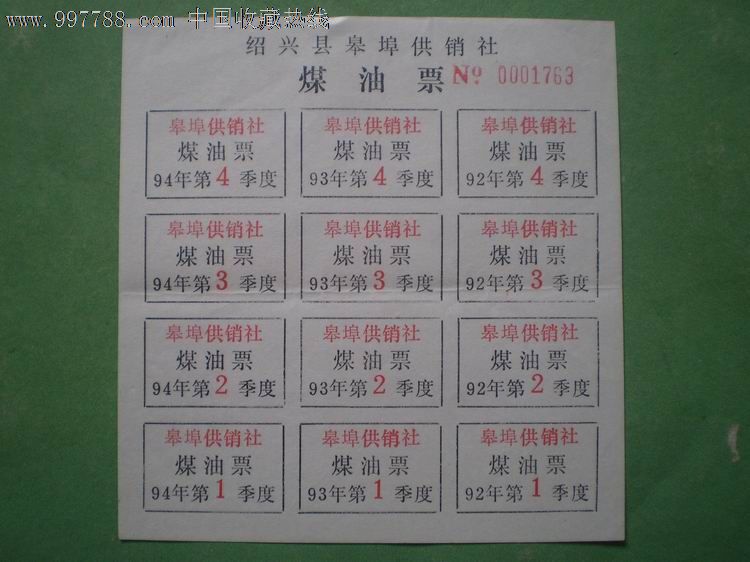 www.997788.com 中国收藏热线
绍兴县皋埠供销社
煤油票 № 0001763
皋埠供销社
煤油票
94年第4季度
皋埠供销社
煤油票
93年第4季度
皋埠供销社
煤油票
92年第4季度
皋埠供销社
煤油票
94年第3季度
皋埠供销社
煤油票
93年第3季度
皋埠供销社
煤油票
92年第3季度
皋埠供销社
煤油票
94年第2季度
皋埠供销社
煤油票
93年第2季度
皋埠供销社
煤油票
92年第2季度
皋埠供销社
煤油票
94年第1季度
皋埠供销社
煤油票
93年第1季度
皋埠供销社
煤油票
92年第1季度